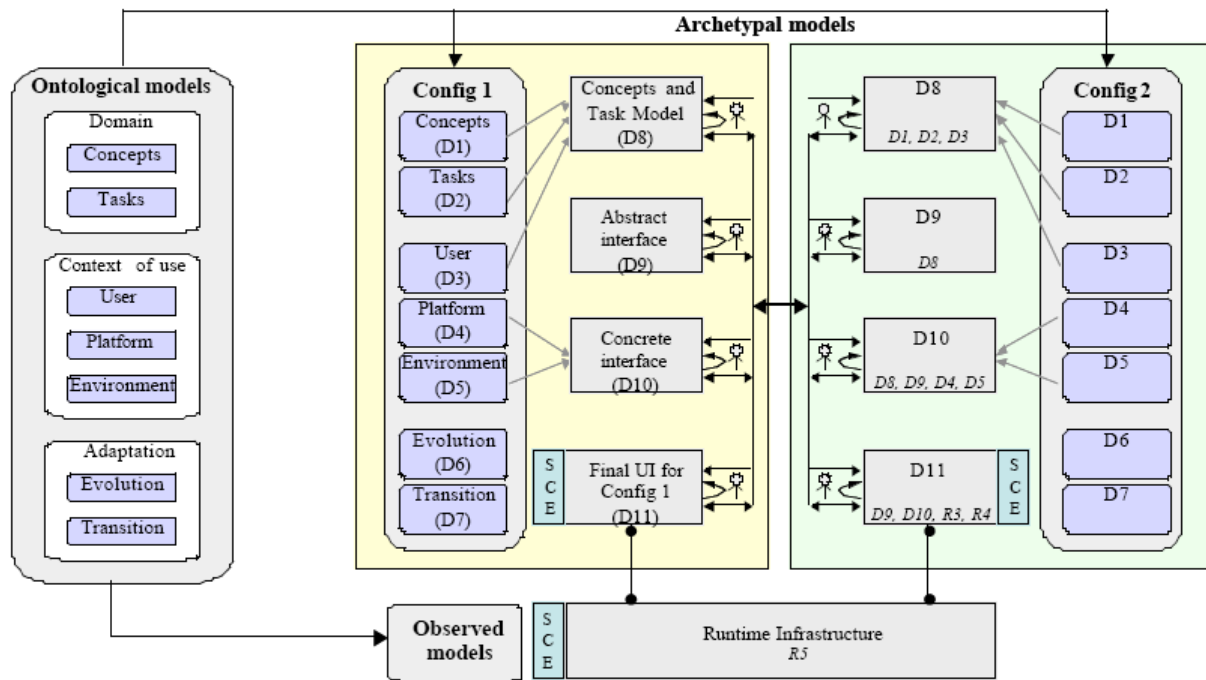 Archetypal models
Ontological models
Domain
Concepts
Tasks
Context of use
User
Platform
Environment
Adaptation
Evolution
Transition
Config 1
Concepts
(D1)
Tasks
(D2)
User
(D3)
Platform
(D4)
Environment
(D5)
Evolution
(D6)
Transition
(D7)
Concepts and
Task Model
(D8)
Abstract
interface
(D9)
Concrete
interface
(D10)
S
C
E
Final UI for
Config 1
(D11)
D8
D1, D2, D3
D9
D8
D10
D8, D9, D4, D5
D11
D9, D10, R3, R4
S
C
E
Config 2
D1
D2
D3
D4
D5
D6
D7
Observed
models
S
C
E
Runtime Infrastructure
R5